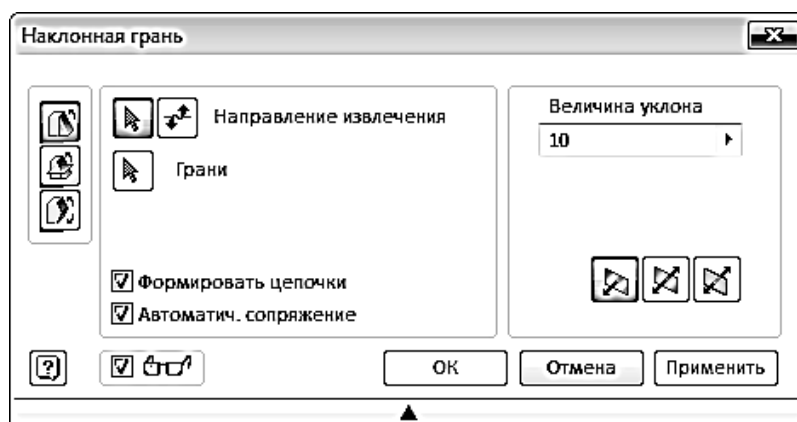 Наклонная грань
Направление извлечения
Грани
Формировать цепочки
Автоматич. сопряжение
Величина уклона
10
ОК
Отмена
Применить